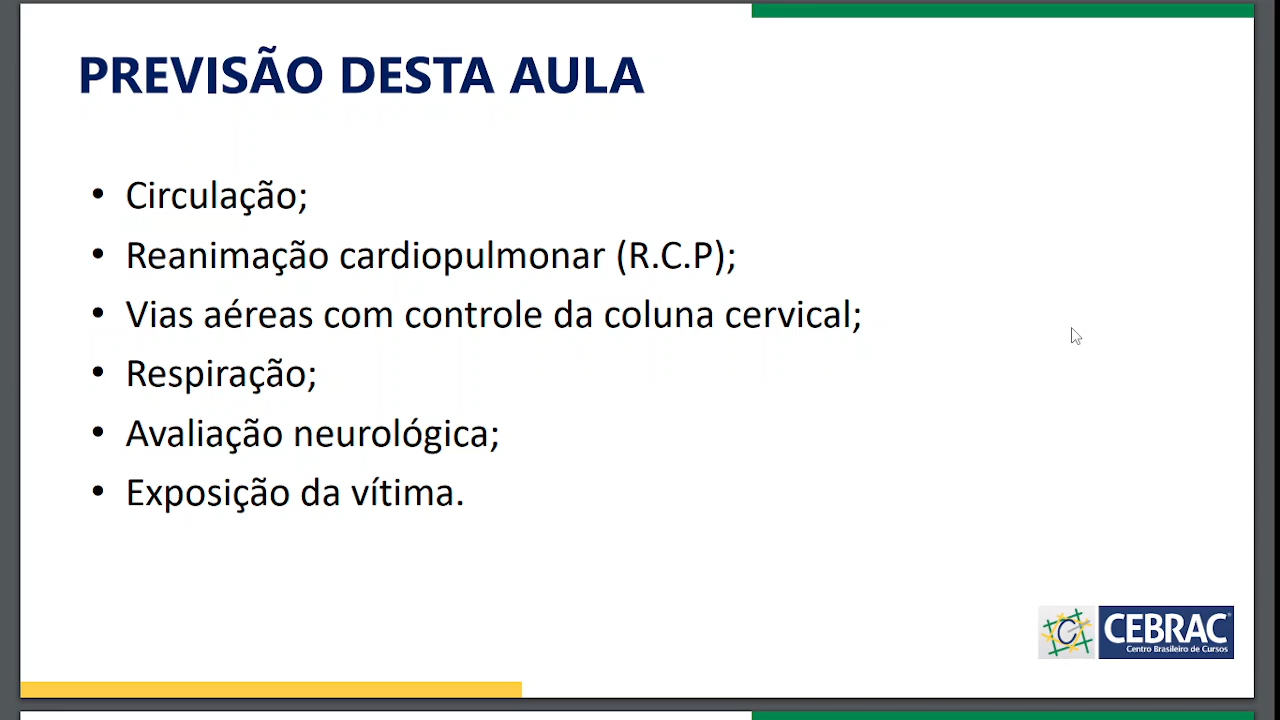 PREVISÃO DESTA AULA
• Circulação;
• Reanimação cardiopulmonar (R.C.P);
• Vias aéreas com controle da coluna cervical;
• Respiração;
• Avaliação neurológica;
• Exposição da vítima.
C CEBRAC®
Centro Brasileiro de Cursos